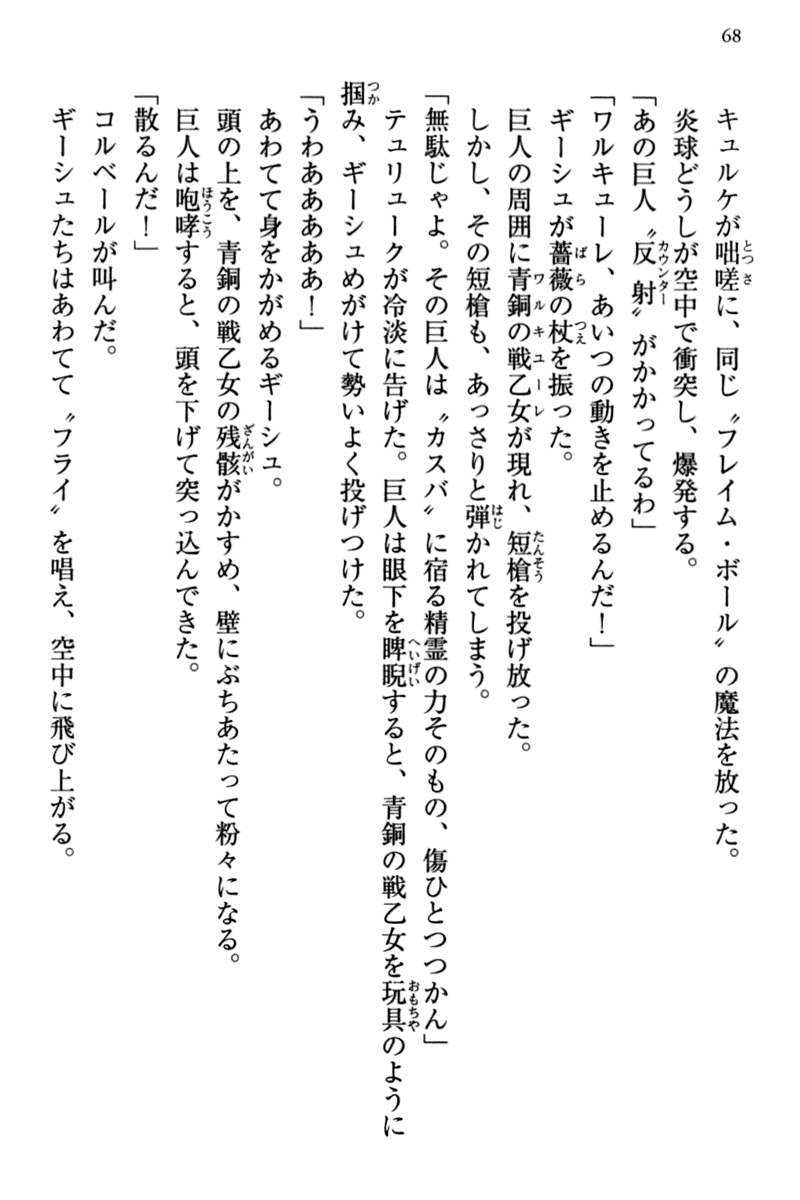 68
キュルケが咄嗟に、同じ〝フレイム・ボール〟の魔法を放った。
炎球どうしが空中で衝突し、爆発する。
「あの巨人〝反射〟がかかってるわ」
「ワルキューレ、あいつの動きを止めるんだ！」
ギーシュが薔薇の杖を振った。
巨人の周囲に青銅の戦乙女が現れ、短槍を投げ放った。
しかし、その短槍も、あっさりと弾かれてしまう。
「無駄じゃよ。その巨人は〝カスバ〟に宿る精霊の力そのもの、傷ひとつつかん」
テュリュークが冷淡に告げた。巨人は眼下を睥睨すると、青銅の戦乙女を玩具のように
掴み、ギーシュめがけて勢いよく投げつけた。
「うわああああぁ！」
あわてて身をかがめるギーシュ。
頭の上を、青銅の戦乙女の残骸がかすめ、壁にぶちあたって粉々になる。
巨人は咆哮すると、頭を下げて突っ込んできた。
「散るんだ！」
コルベールが叫んだ。
ギーシュたちはあわてて〝フライ〟を唱え、空中に飛び上がる。